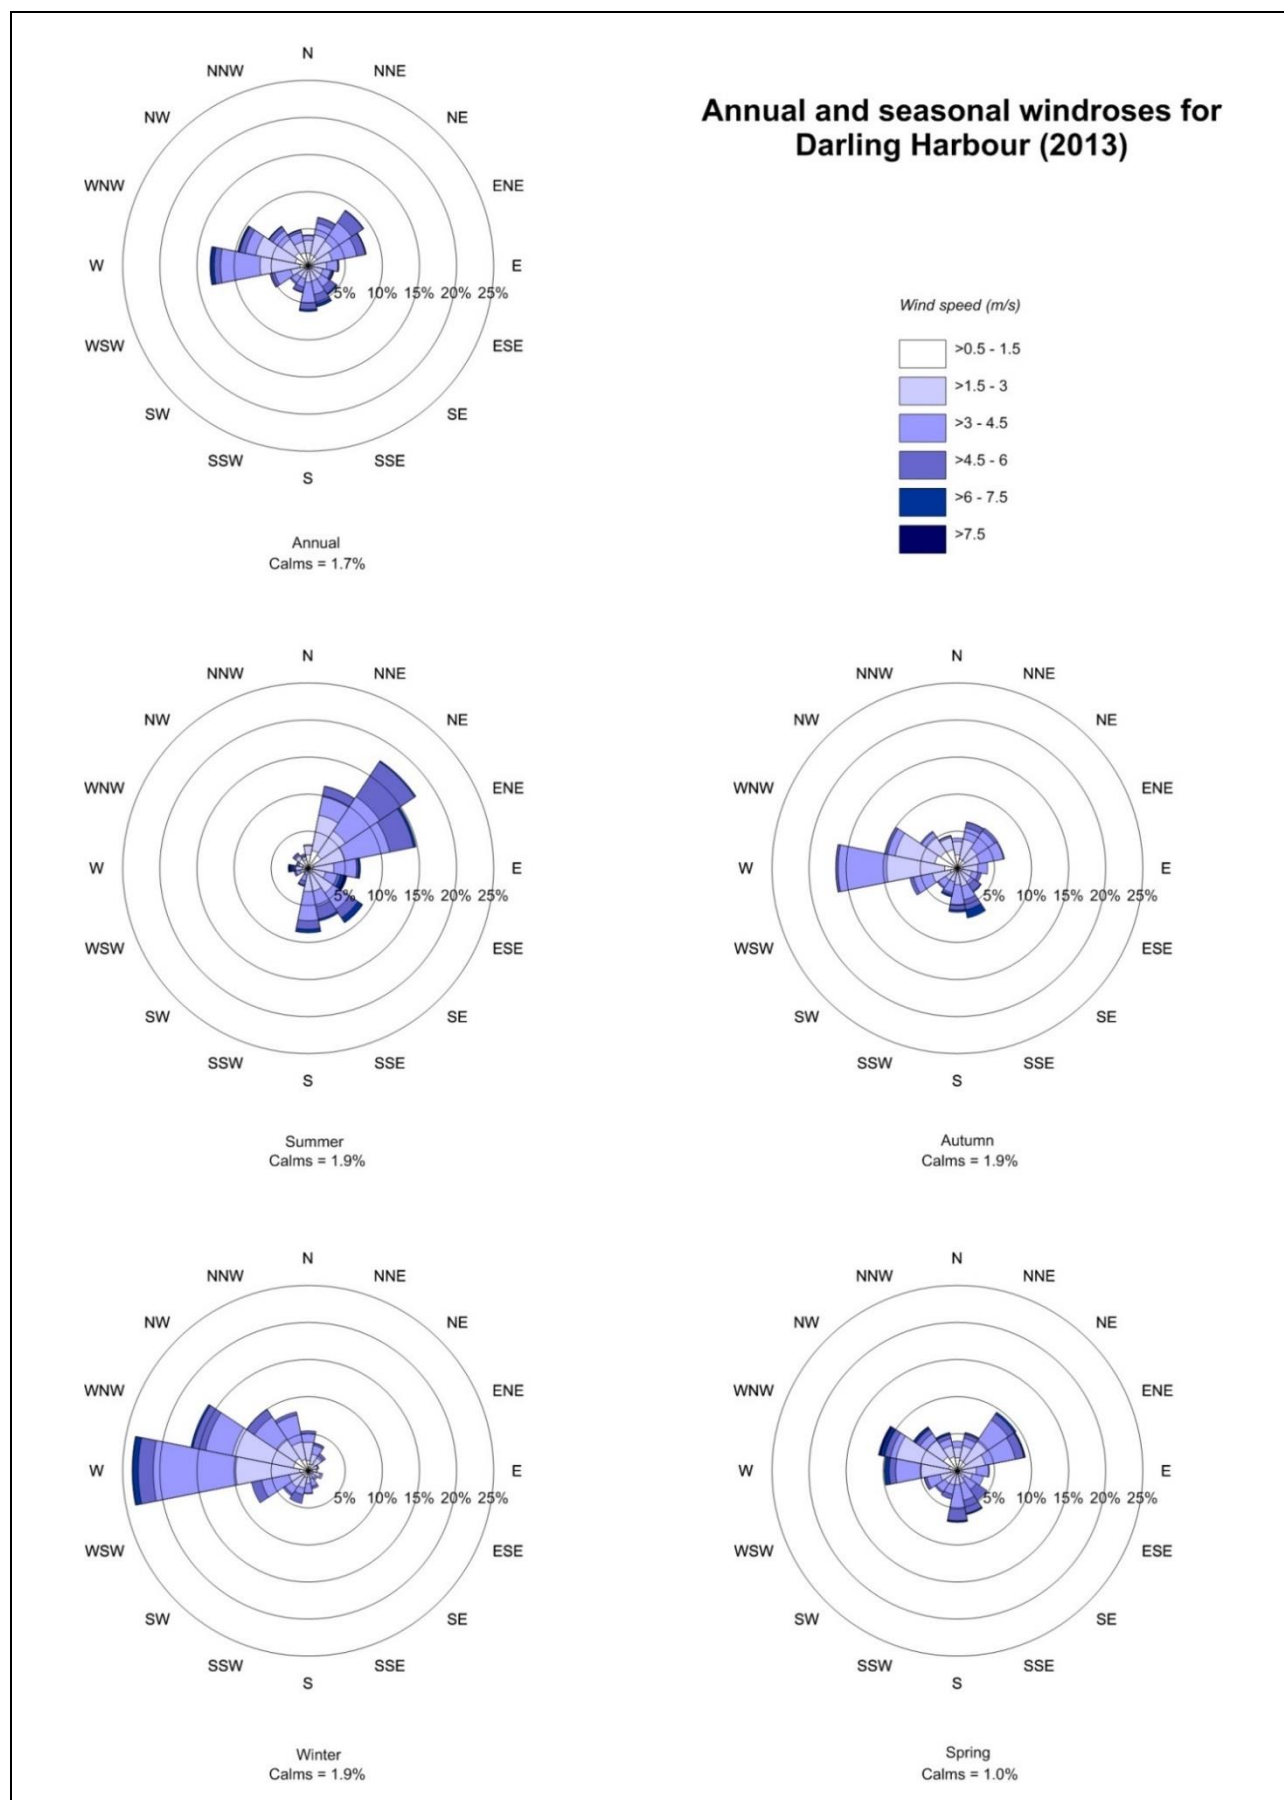 Annual and seasonal windroses for
Darling Harbour (2013)
N
NNW NNE
NW NE
WNW ENE
W E
5% 10% 15% 20% 25%
WSW ESE
SW SE
SSW SSE
S
Annual
Calms = 1.7%
Wind speed (m/s)
>0.5 - 1.5
>1.5 - 3
>3 - 4.5
>4.5 - 6
>6 - 7.5
>7.5
N
NNW NNE
NW NE
WNW ENE
W E
5% 10% 15% 20% 25%
WSW ESE
SW SE
SSW SSE
S
Summer
Calms = 1.9%
N
NNW NNE
NW NE
WNW ENE
W E
5% 10% 15% 20% 25%
WSW ESE
SW SE
SSW SSE
S
Autumn
Calms = 1.9%
N
NNW NNE
NW NE
WNW ENE
W E
5% 10% 15% 20% 25%
WSW ESE
SW SE
SSW SSE
S
Winter
Calms = 1.9%
N
NNW NNE
NW NE
WNW ENE
W E
5% 10% 15% 20% 25%
WSW ESE
SW SE
SSW SSE
S
Spring
Calms = 1.0%